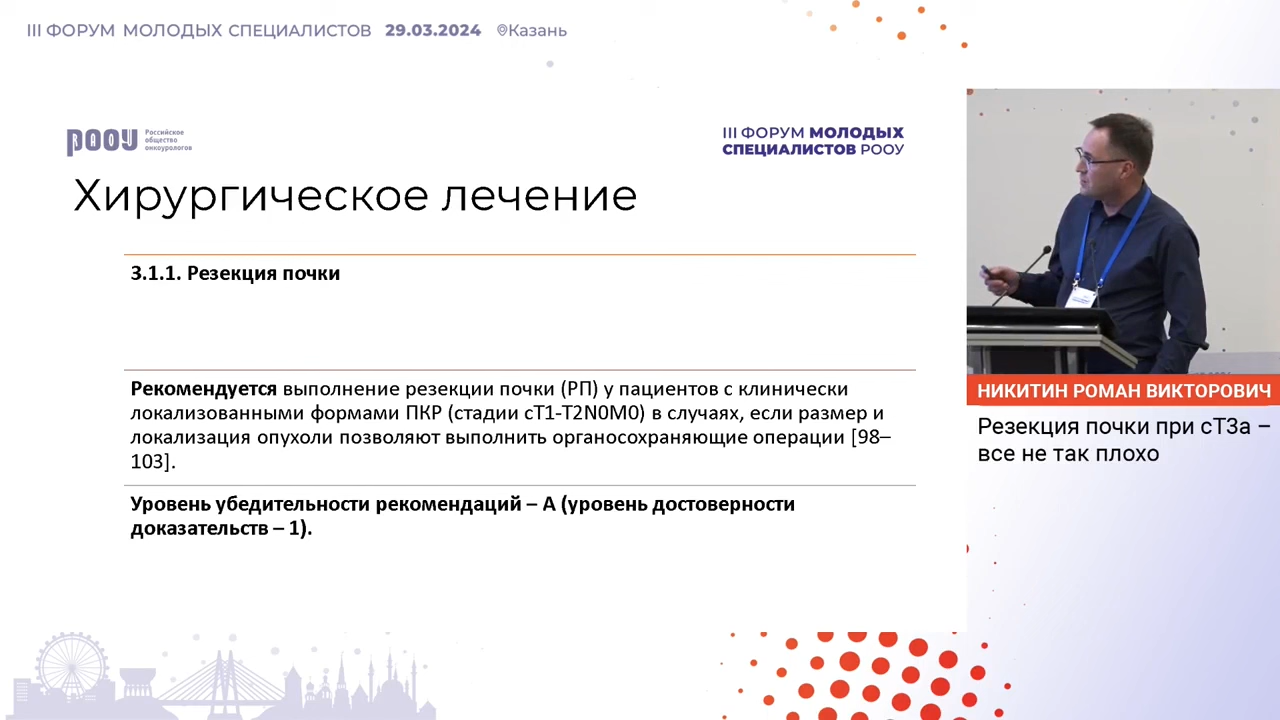 III ФОРУМ МОЛОДЫХ СПЕЦИАЛИСТОВ 29.03.2024 Казань
РООУ Российское
общество
онкоурологов
III ФОРУМ МОЛОДЫХ
СПЕЦИАЛИСТОВ РООУ
Хирургическое лечение
3.1.1. Резекция почки
Рекомендуется выполнение резекции почки (РП) у пациентов с клинически
локализованными формами ПКР (стадии сТ1-Т2N0M0) в случаях, если размер и
локализация опухоли позволяют выполнить органосохраняющие операции [98–
103].
Уровень убедительности рекомендаций – А (уровень достоверности
доказательств – 1).
НИКИТИН РОМАН ВИКТОРОВИЧ
Резекция почки при сТ3а –
все не так плохо